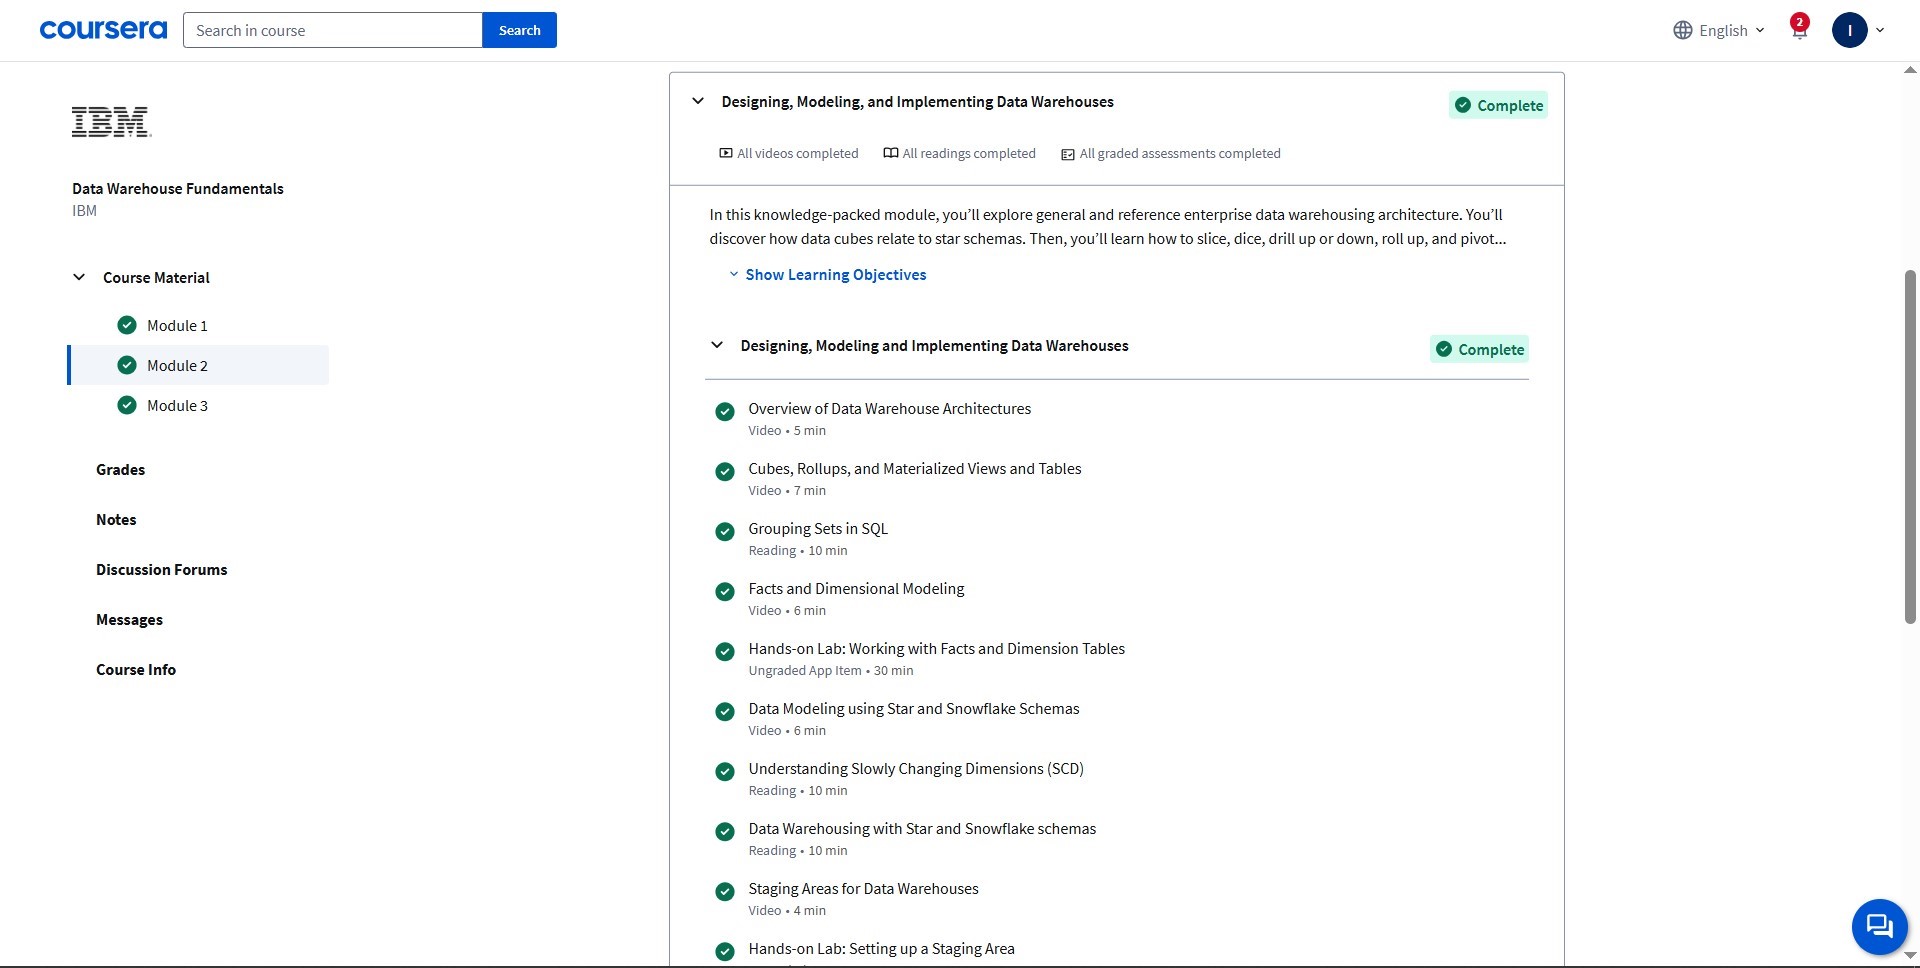 coursera
Search in course
Search
English
2
I
IBM
Data Warehouse Fundamentals
IBM
Course Material
Module 1
Module 2
Module 3
Grades
Notes
Discussion Forums
Messages
Course Info
Designing, Modeling, and Implementing Data Warehouses
Complete
All videos completed
All readings completed
All graded assessments completed
In this knowledge-packed module, you’ll explore general and reference enterprise data warehousing architecture. You’ll
discover how data cubes relate to star schemas. Then, you’ll learn how to slice, dice, drill up or down, roll up, and pivot...
Show Learning Objectives
Designing, Modeling and Implementing Data Warehouses
Complete
Overview of Data Warehouse Architectures
Video • 5 min
Cubes, Rollups, and Materialized Views and Tables
Video • 7 min
Grouping Sets in SQL
Reading • 10 min
Facts and Dimensional Modeling
Video • 6 min
Hands-on Lab: Working with Facts and Dimension Tables
Ungraded App Item • 30 min
Data Modeling using Star and Snowflake Schemas
Video • 6 min
Understanding Slowly Changing Dimensions (SCD)
Reading • 10 min
Data Warehousing with Star and Snowflake schemas
Reading • 10 min
Staging Areas for Data Warehouses
Video • 4 min
Hands-on Lab: Setting up a Staging Area